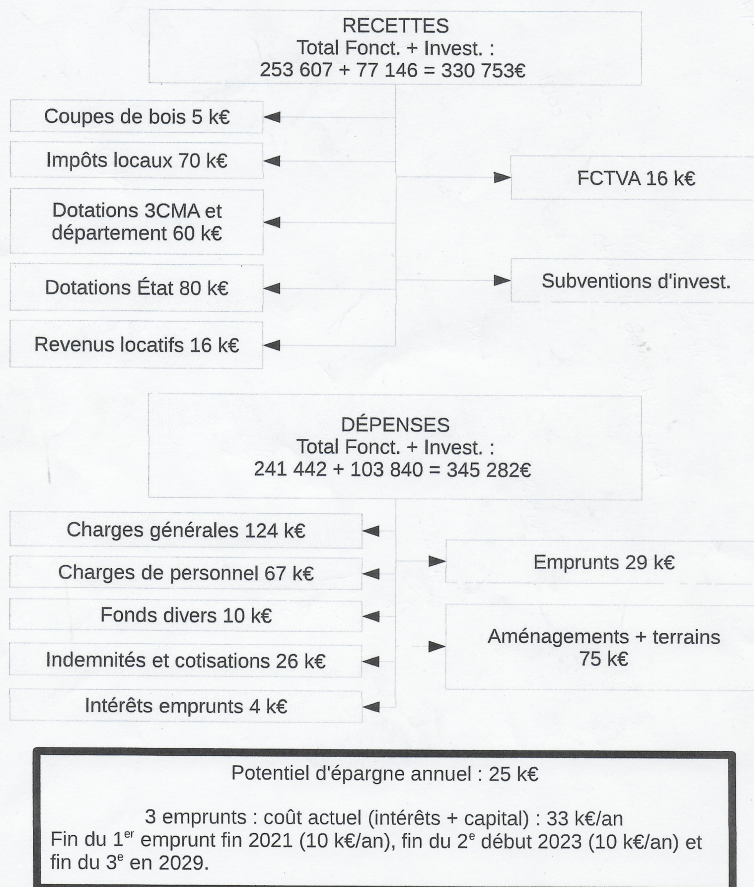 RECETTES
Total Fonct. + Invest. :
253 607 + 77 146 = 330 753€
Coupes de bois 5 k€
Impôts locaux 70 k€
Dotations 3CMA et
département 60 k€
Dotations État 80 k€
Revenus locatifs 16 k€
FCTVA 16 k€
Subventions d'invest.
DÉPENSES
Total Fonct. + Invest. :
241 442 + 103 840 = 345 282€
Charges générales 124 k€
Charges de personnel 67 k€
Fonds divers 10 k€
Indemnités et cotisations 26 k€
Intérêts emprunts 4 k€
Emprunts 29 k€
Aménagements + terrains
75 k€
Potentiel d'épargne annuel : 25 k€
3 emprunts : coût actuel (intérêts + capital) : 33 k€/an
Fin du 1er emprunt fin 2021 (10 k€/an), fin du 2e début 2023 (10 k€/an) et
fin du 3e en 2029.